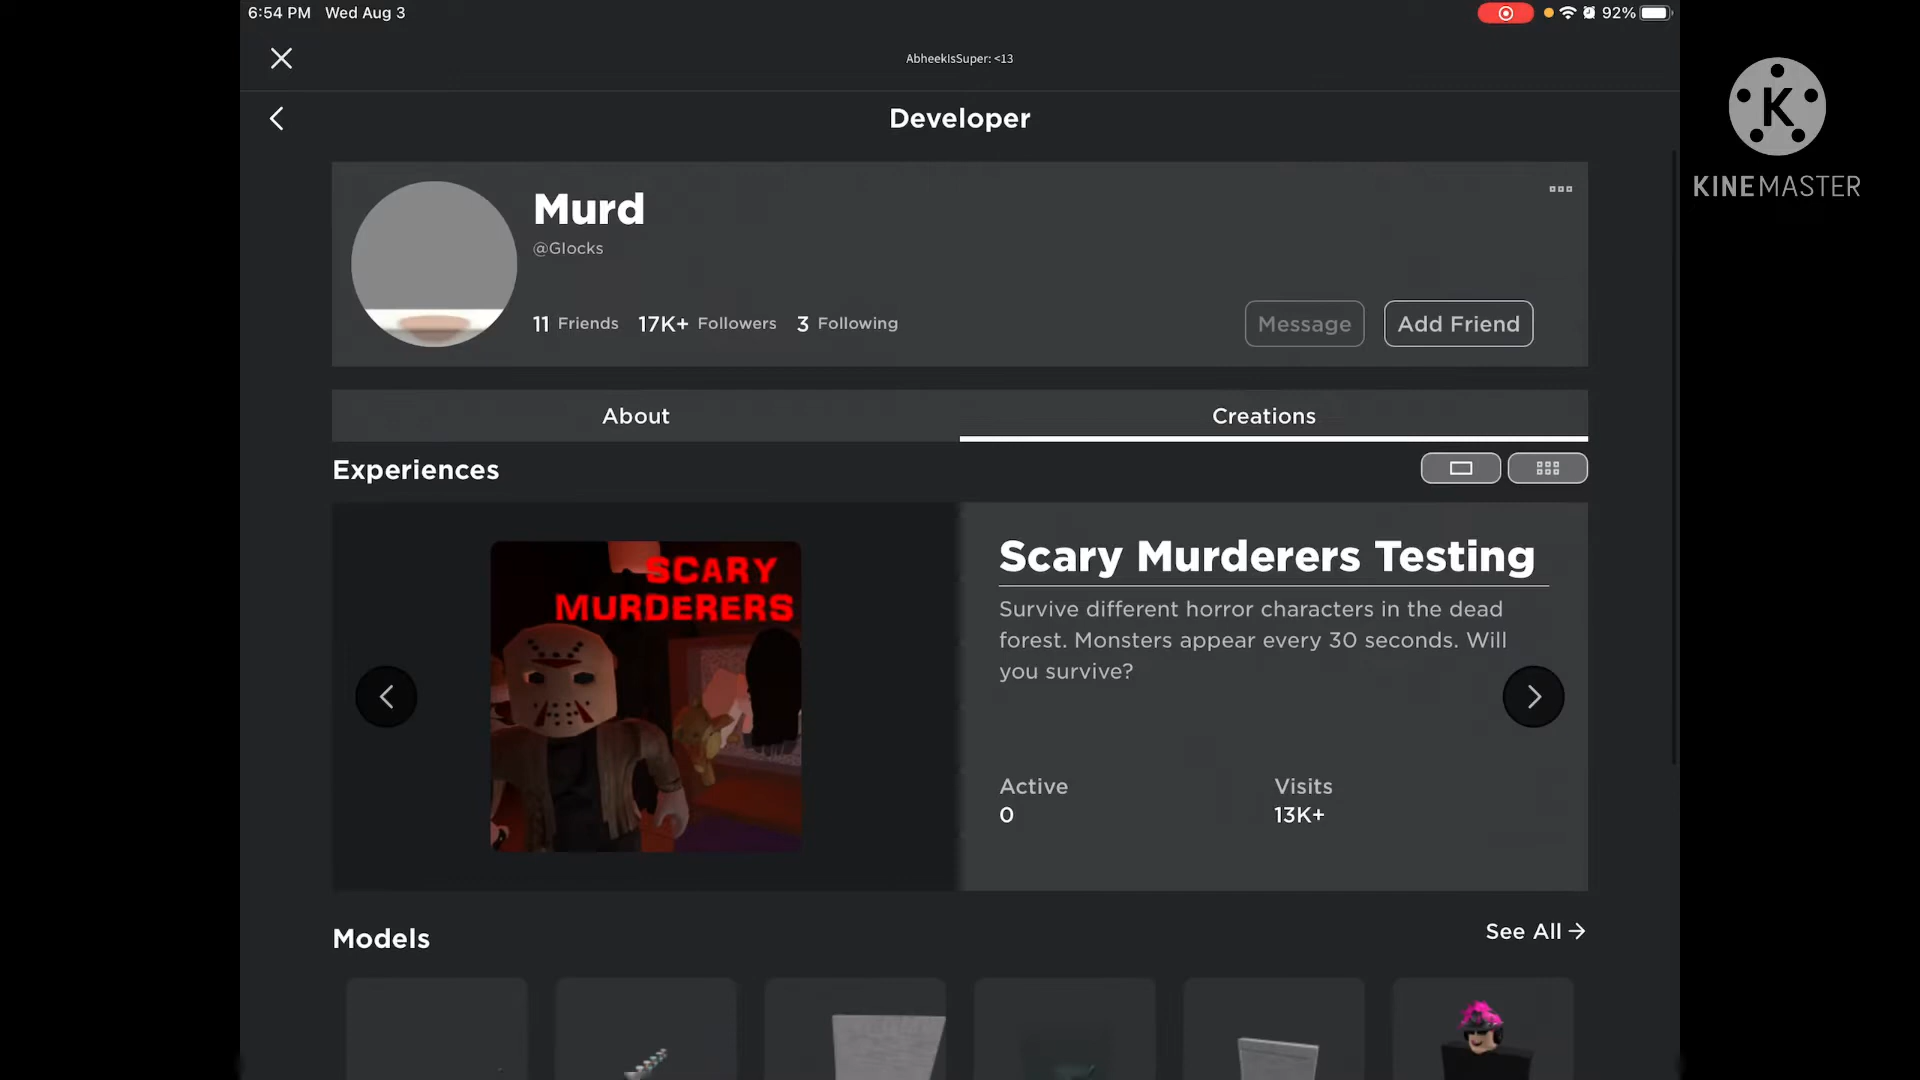 6:54 PM Wed Aug 3
92%
AbheekIsSuper: <13
KINEMASTER
Developer
Murd
@Glocks
11 Friends 17K+ Followers 3 Following
Message
Add Friend
About
Creations
Experiences
SCARY
MURDERERS
Scary Murderers Testing
Survive different horror characters in the dead
forest. Monsters appear every 30 seconds. Will
you survive?
Active
Visits
0
13K+
Models
See All